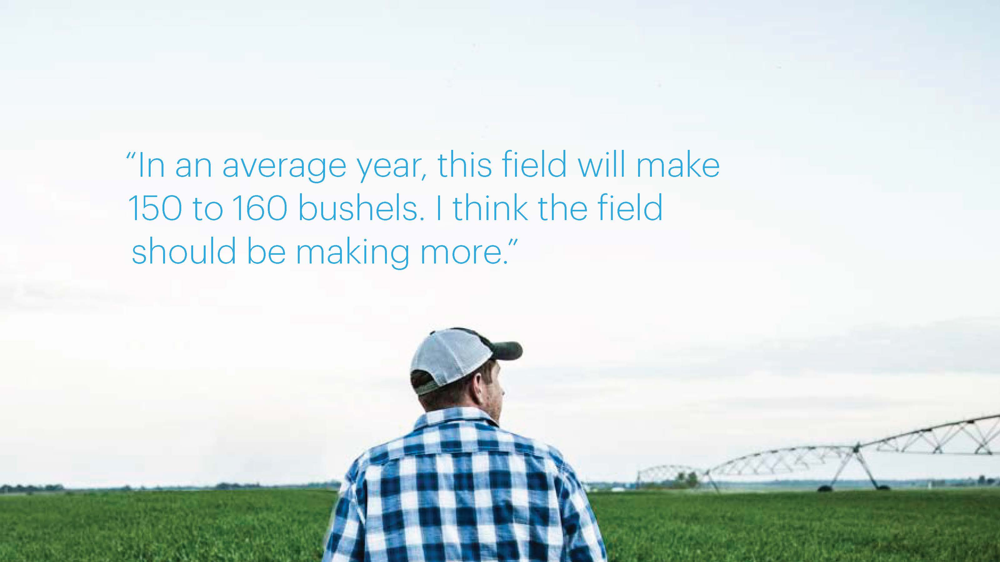 “In an average year, this field will make
150 to 160 bushels. I think the field
should be making more.”